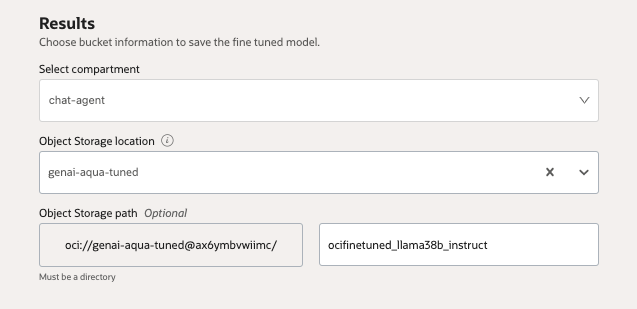 Results
Choose bucket information to save the fine tuned model.
Select compartment
chat-agent
Object Storage location
genai-aqua-tuned
Object Storage path Optional
oci://genai-aqua-tuned@ax6ymbvwiimc/ ocifinetuned_llama38b_instruct
Must be a directory